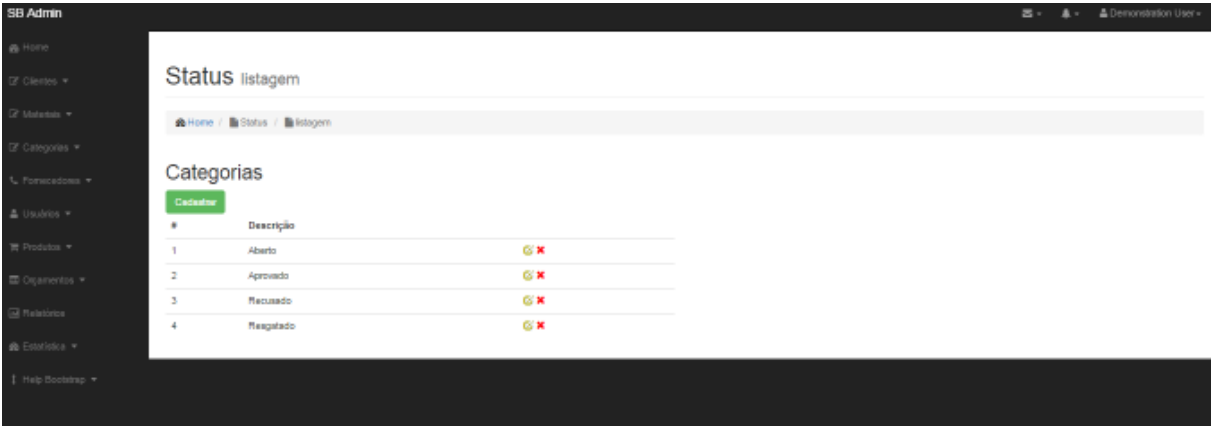 SB Admin
Demonstration User
Home
Clientes
Materiais
Categorias
Fornecedores
Usuários
Produtos
Orçamentos
Relatórios
Estatística
Help Bootstrap
Status listagem
Home / Status / listagem
Categorias
Cadastrar
# Descrição
1 Aberto
2 Aprovado
3 Recusado
4 Resgatado